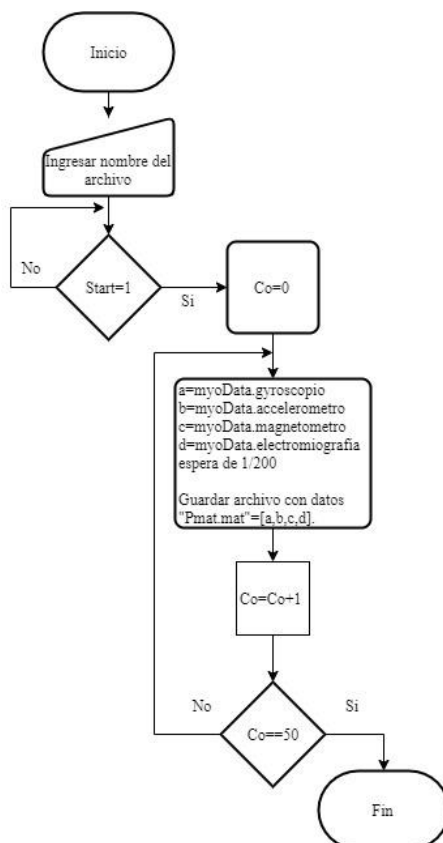 Inicio
Ingresar nombre del
archivo
No
Start=1
Si
Co=0
a=myoData.gyroscopio
b=myoData.accelerometro
c=myoData.magnetometro
d=myoData.electromiografia
espera de 1/200
Guardar archivo con datos
"Pmat.mat"=[a,b,c,d].
Co=Co+1
No
Si
Co==50
Fin